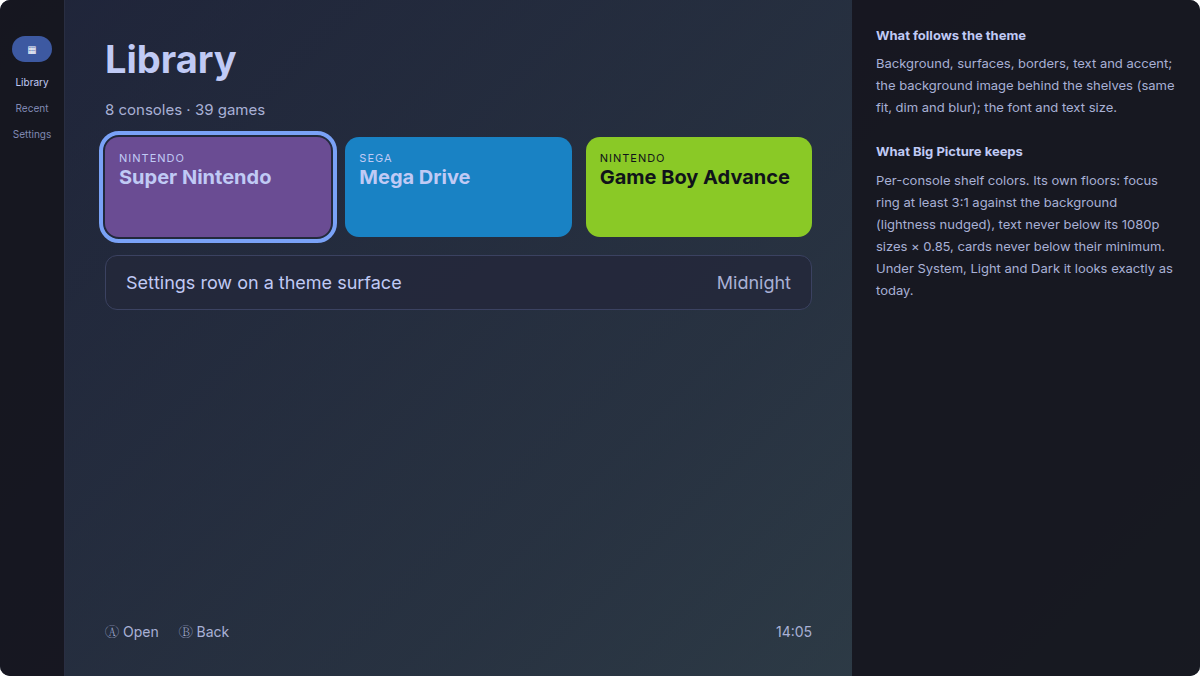 Library
Recent
Settings
Library
8 consoles · 39 games
NINTENDO
Super Nintendo
SEGA
Mega Drive
NINTENDO
Game Boy Advance
Settings row on a theme surface
Midnight
Ⓐ Open
Ⓑ Back
14:05
What follows the theme
Background, surfaces, borders, text and accent;
the background image behind the shelves (same
fit, dim and blur); the font and text size.
What Big Picture keeps
Per-console shelf colors. Its own floors: focus
ring at least 3:1 against the background
(lightness nudged), text never below its 1080p
sizes × 0.85, cards never below their minimum.
Under System, Light and Dark it looks exactly as
today.